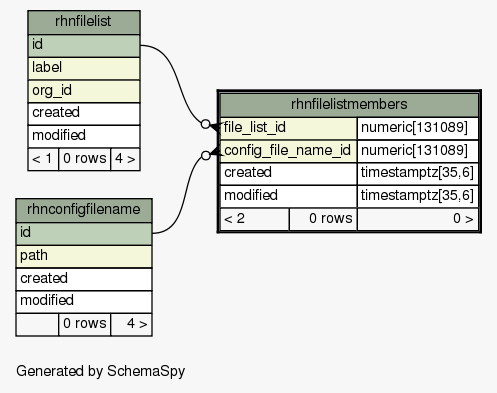 rhnfilelist
id
label
org_id
created
modified
< 1 0 rows 4 >
rhnfilelistmembers
file_list_id numeric[131089]
config_file_name_id numeric[131089]
created timestamptz[35,6]
modified timestamptz[35,6]
< 2 0 rows 0 >
rhnconfigfilename
id
path
created
modified
0 rows 4 >
Generated by SchemaSpy